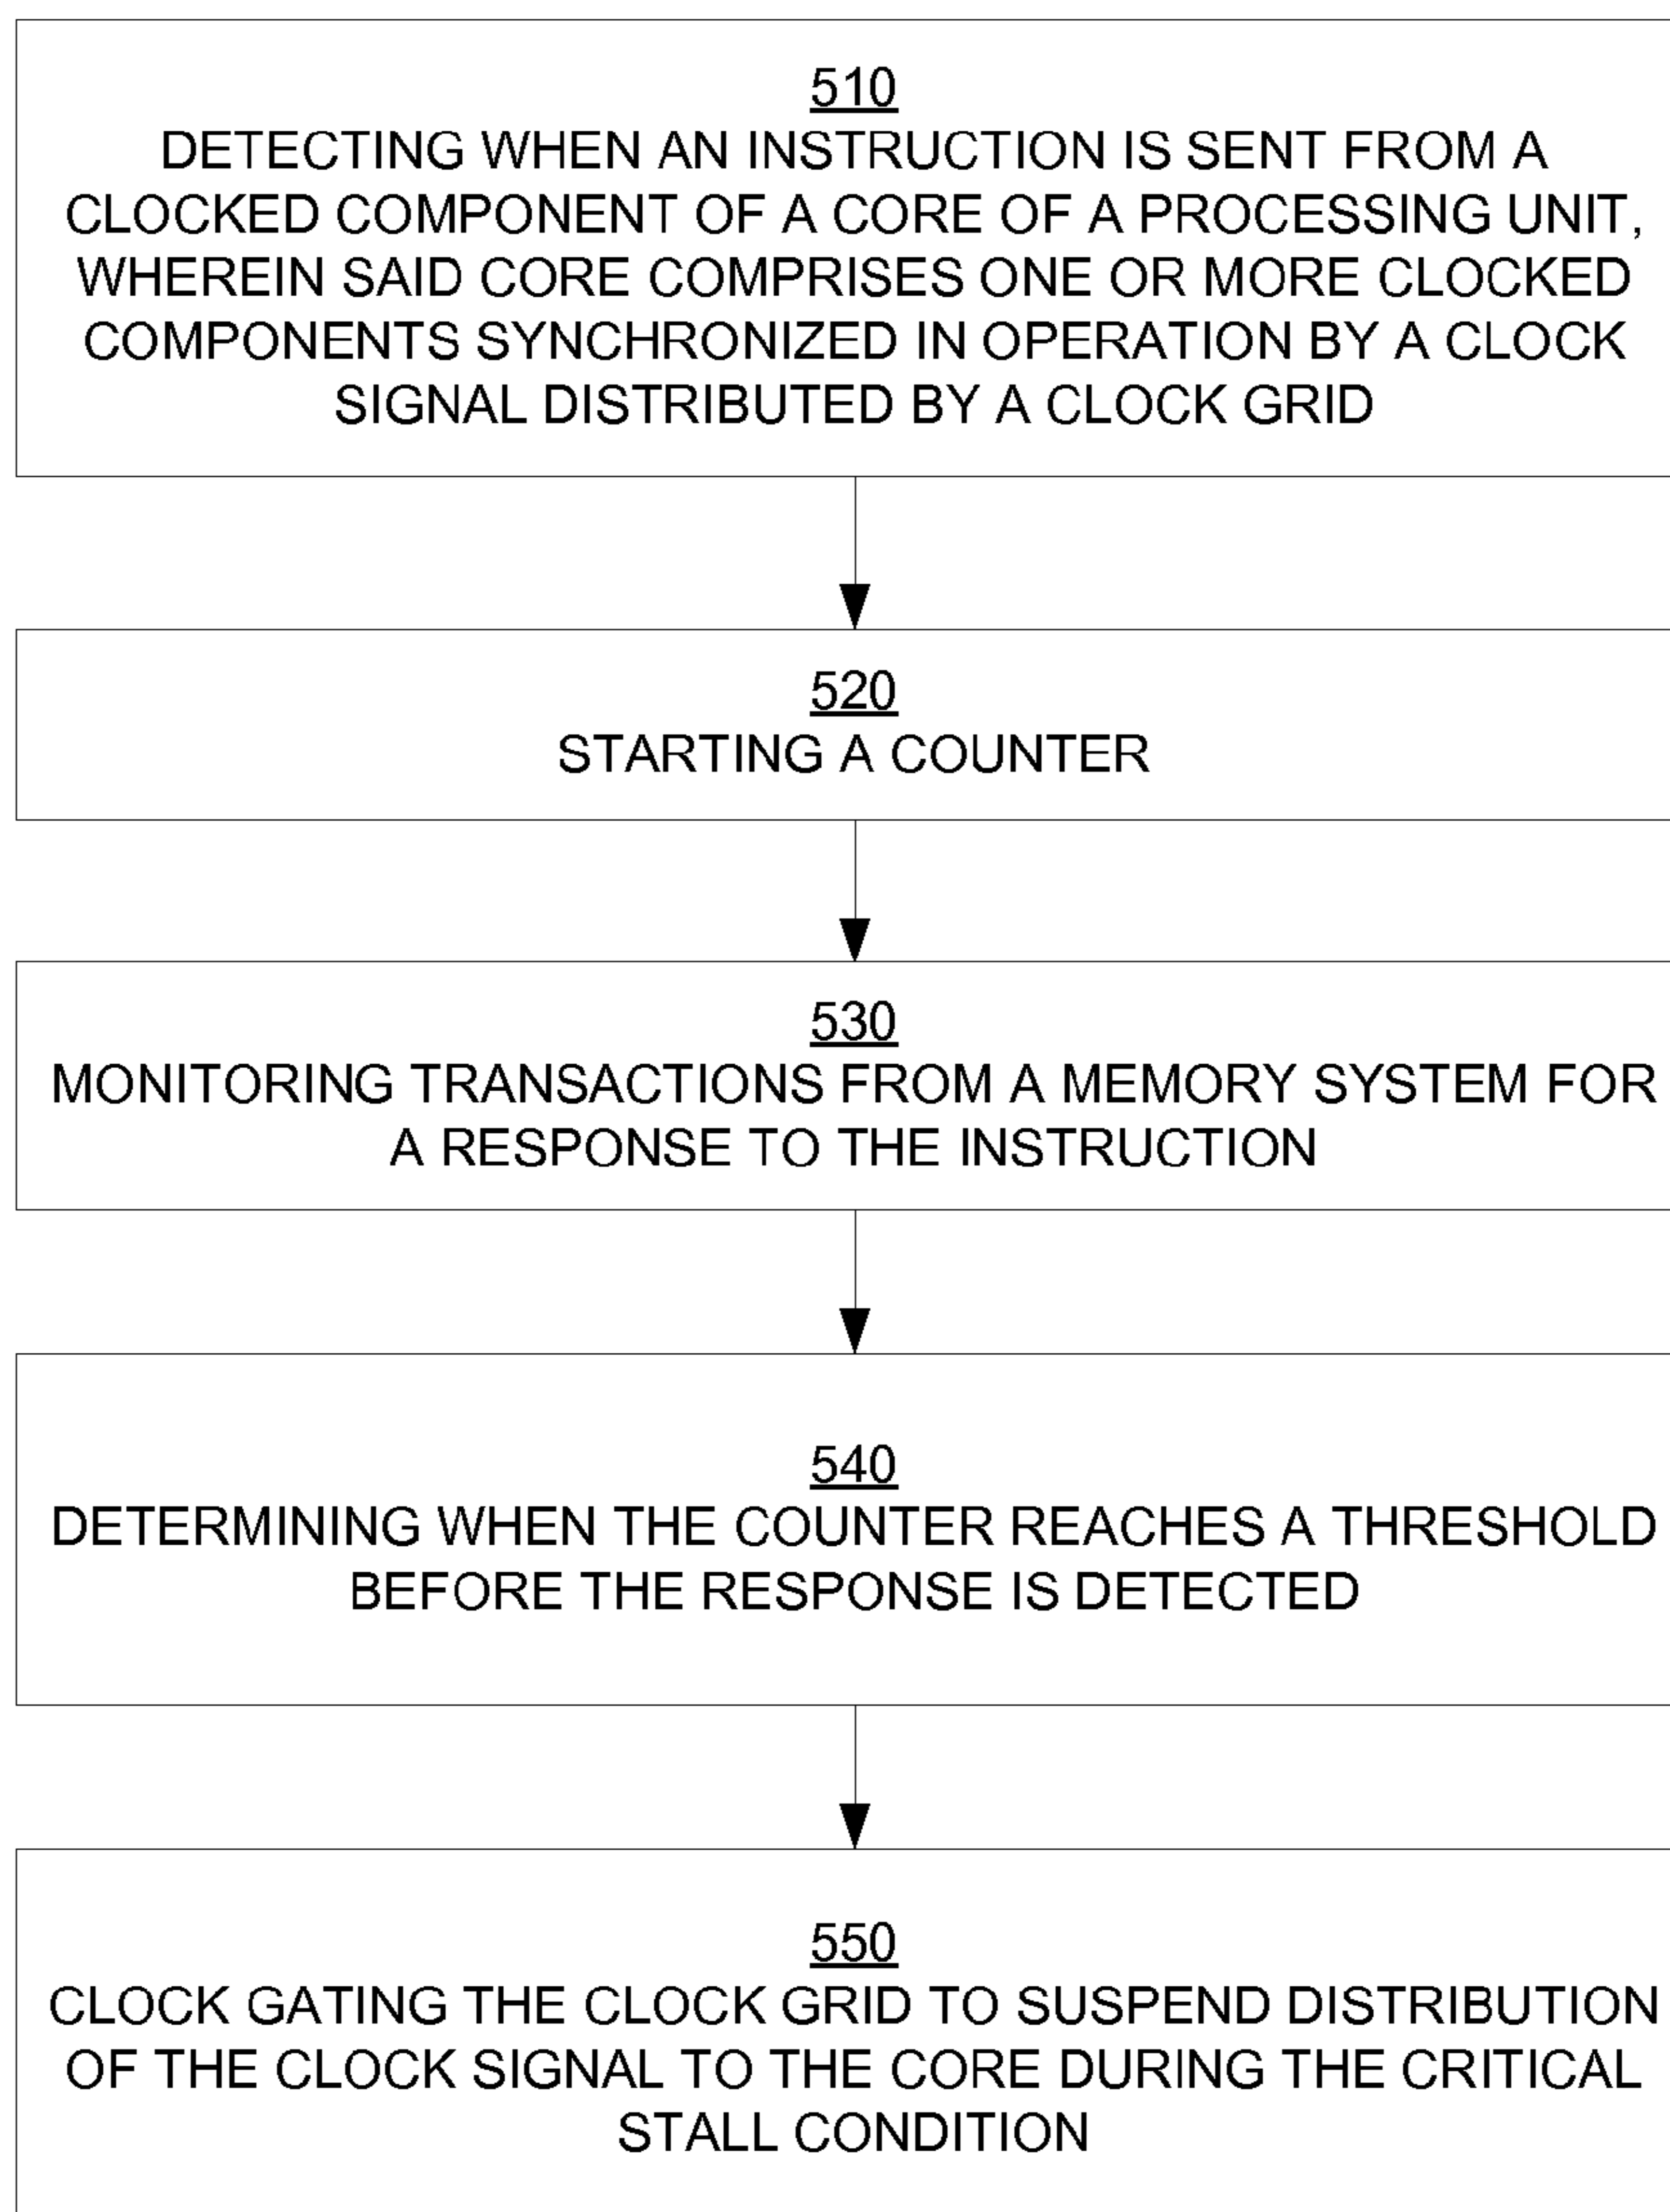 510
DETECTING WHEN AN INSTRUCTION IS SENT FROM A
CLOCKED COMPONENT OF A CORE OF A PROCESSING UNIT,
WHEREIN SAID CORE COMPRISES ONE OR MORE CLOCKED
COMPONENTS SYNCHRONIZED IN OPERATION BY A CLOCK
SIGNAL DISTRIBUTED BY A CLOCK GRID
520
STARTING A COUNTER
530
MONITORING TRANSACTIONS FROM A MEMORY SYSTEM FOR
A RESPONSE TO THE INSTRUCTION
540
DETERMINING WHEN THE COUNTER REACHES A THRESHOLD
BEFORE THE RESPONSE IS DETECTED
550
CLOCK GATING THE CLOCK GRID TO SUSPEND DISTRIBUTION
OF THE CLOCK SIGNAL TO THE CORE DURING THE CRITICAL
STALL CONDITION